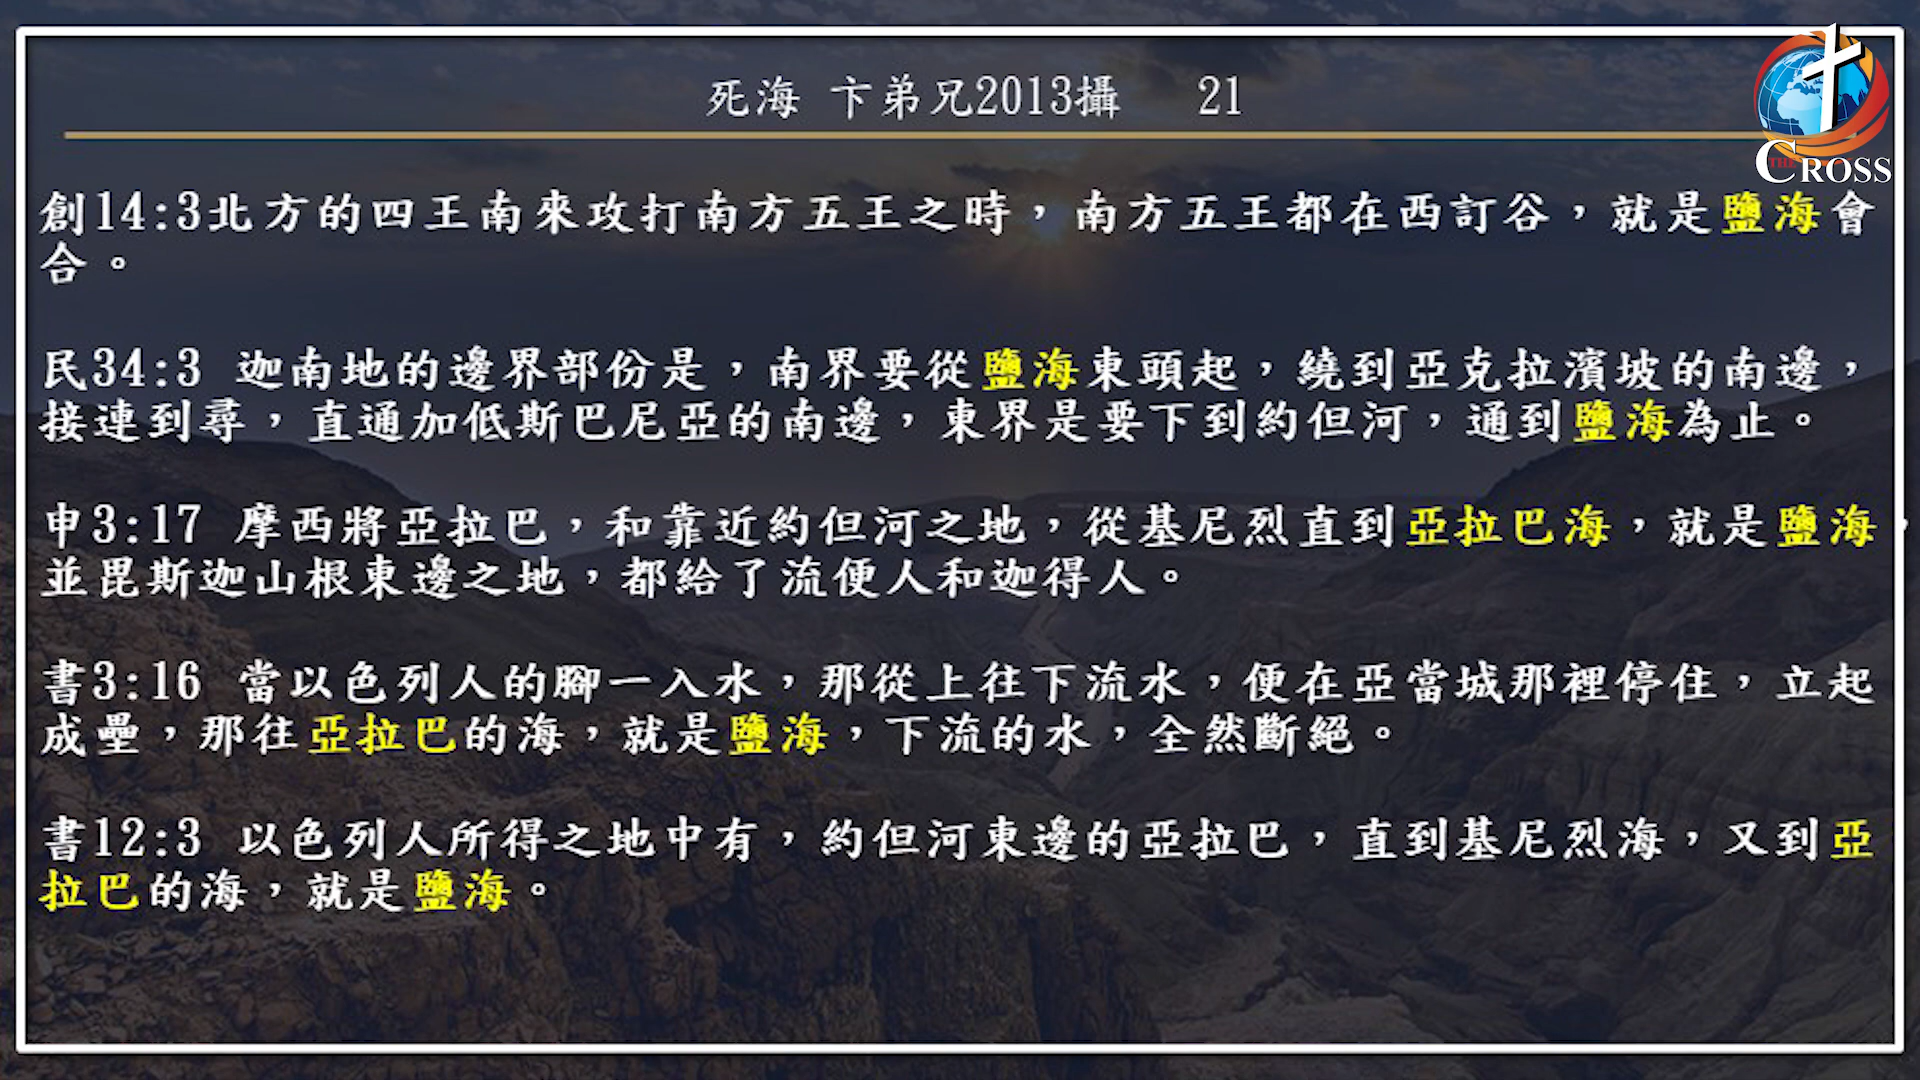 死海 卞弟兄2013攝 21
THE
CROSS
創14:3北方的四王南來攻打南方五王之時，南方五王都在西訂谷，就是鹽海會
合。
民34:3 迦南地的邊界部份是，南界要從鹽海東頭起，繞到亞克拉濱坡的南邊，
接連到尋，直通加低斯巴尼亞的南邊，東界是要下到約但河，通到鹽海為止。
申3:17 摩西將亞拉巴，和靠近約但河之地，從基尼烈直到亞拉巴海，就是鹽海，
並毘斯迦山根東邊之地，都給了流便人和迦得人。
書3:16 當以色列人的腳一入水，那從上往下流水，便在亞當城那裡停住，立起
成壘，那往亞拉巴的海，就是鹽海，下流的水，全然斷絕。
書12:3 以色列人所得之地中有，約但河東邊的亞拉巴，直到基尼烈海，又到亞
拉巴的海，就是鹽海。